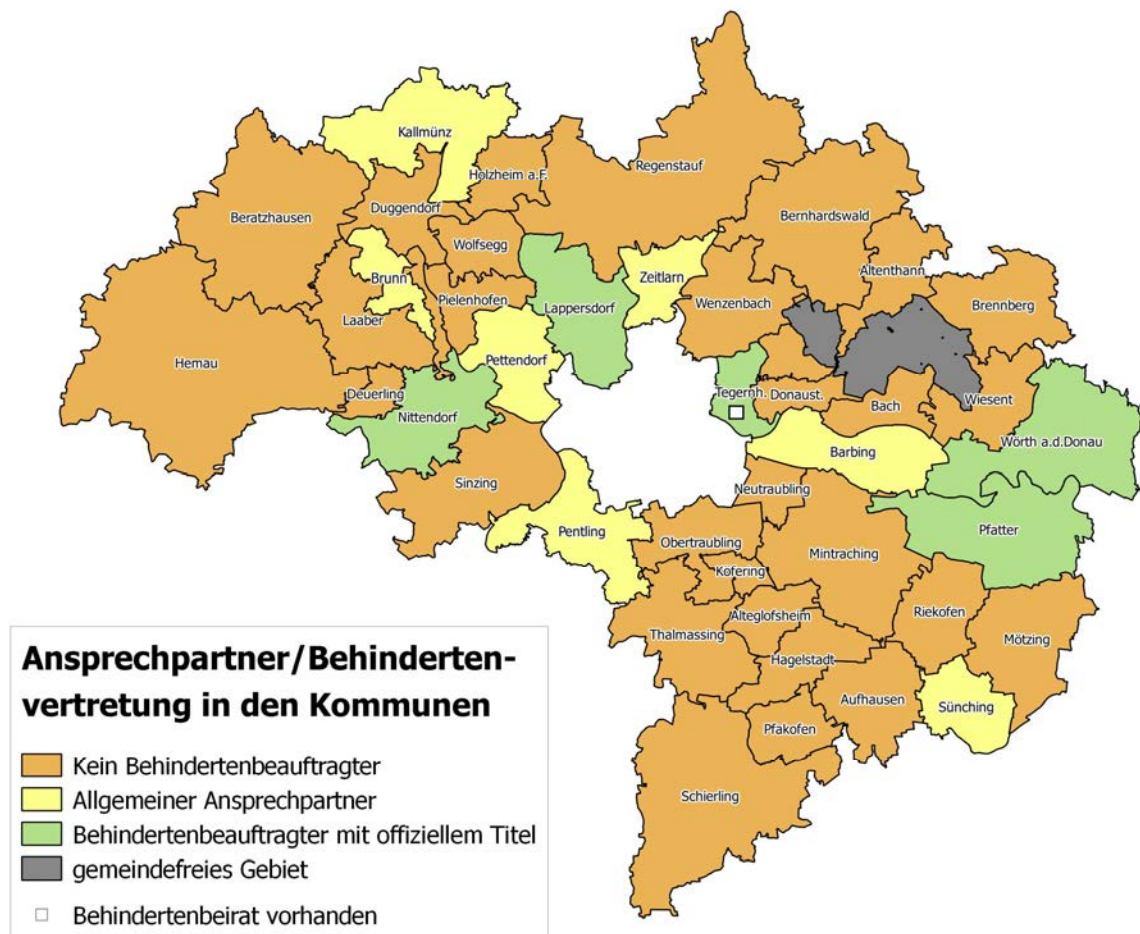 Kallmünz
Holzheim a.F.
Regenstauf
Beratzhausen
Duggendorf
Bernhardswald
Wolfsegg
Brunn
Zeitlarn
Altenthann
Pielenhofen
Wenzenbach
Brennberg
Lappersdorf
Laaber
Hemau
Pettendorf
Deuerling
Tegernh.
Donaust.
Bach
Wiesent
Nittendorf
Wörth a.d.Donau
Barbing
Sinzing
Neutraubling
Pentling
Obertraubling
Mintraching
Pfatter
Köfering
Alteglofsheim
Riekofen
Thalmassing
Mötzing
Hagelstadt
Aufhausen
Sünching
Pfakofen
Schierling
Ansprechpartner/Behinderten-
vertretung in den Kommunen
Kein Behindertenbeauftragter
Allgemeiner Ansprechpartner
Behindertenbeauftragter mit offiziellem Titel
gemeindefreies Gebiet
Behindertenbeirat vorhanden